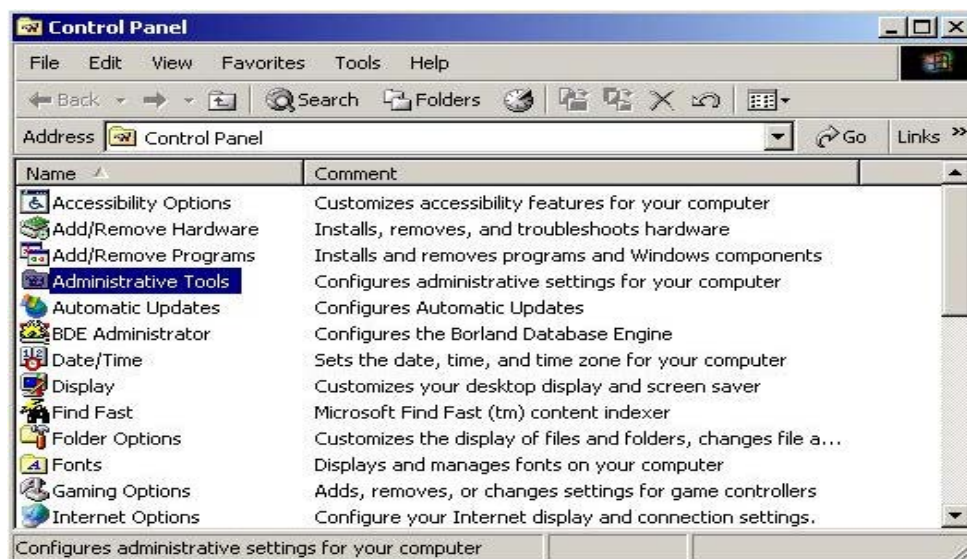 Control Panel
File Edit View Favorites Tools Help
Back Search Folders
Address Control Panel Go Links »
Name Comment
Accessibility Options Customizes accessibility features for your computer
Add/Remove Hardware Installs, removes, and troubleshoots hardware
Add/Remove Programs Installs and removes programs and Windows components
Administrative Tools Configures administrative settings for your computer
Automatic Updates Configures Automatic Updates
BDE Administrator Configures the Borland Database Engine
Date/Time Sets the date, time, and time zone for your computer
Display Customizes your desktop display and screen saver
Find Fast Microsoft Find Fast (tm) content indexer
Folder Options Customizes the display of files and folders, changes file a...
Fonts Displays and manages fonts on your computer
Gaming Options Adds, removes, or changes settings for game controllers
Internet Options Configure your Internet display and connection settings.
Configures administrative settings for your computer